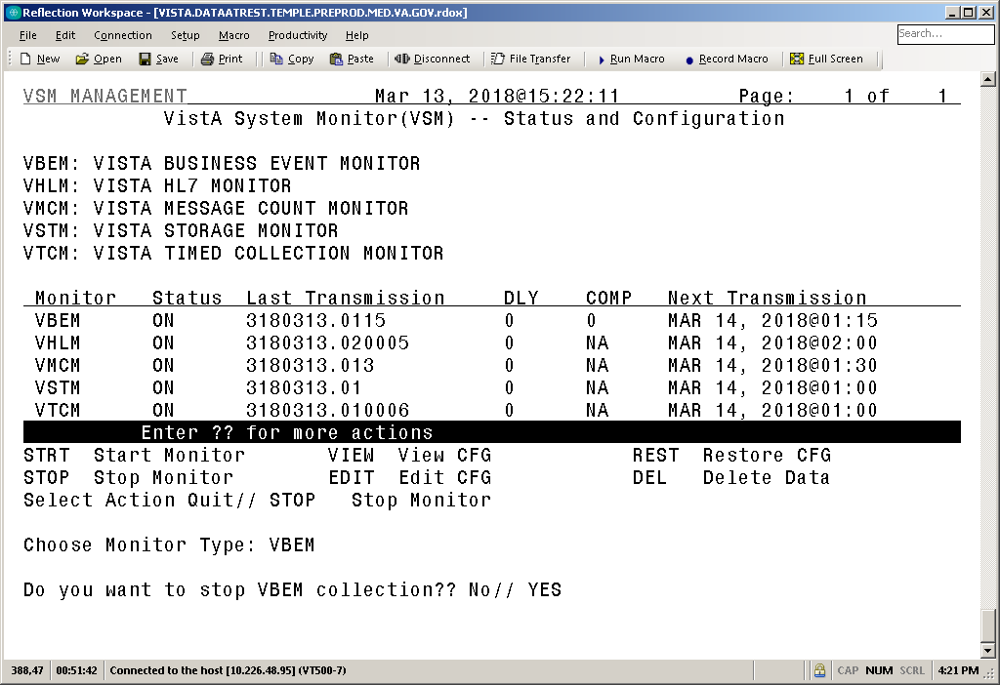 Reflection Workspace - [VISTA.DATAATREST.TEMPLE.PREPROD.MED.VA.GOV.rdox]
File Edit Connection Setup Macro Productivity Help
Search...
New Open Save Print Copy Paste Disconnect File Transfer Run Macro Record Macro Full Screen
VSM MANAGEMENT Mar 13, 2018@15:22:11 Page: 1 of 1
VistA System Monitor(VSM) -- Status and Configuration
VBEM: VISTA BUSINESS EVENT MONITOR
VHLM: VISTA HL7 MONITOR
VMCM: VISTA MESSAGE COUNT MONITOR
VSTM: VISTA STORAGE MONITOR
VTCM: VISTA TIMED COLLECTION MONITOR
Monitor Status Last Transmission DLY COMP Next Transmission
VBEM ON 3180313.0115 0 0 MAR 14, 2018@01:15
VHLM ON 3180313.020005 0 NA MAR 14, 2018@02:00
VMCM ON 3180313.013 0 NA MAR 14, 2018@01:30
VSTM ON 3180313.01 0 NA MAR 14, 2018@01:00
VTCM ON 3180313.010006 0 NA MAR 14, 2018@01:00
Enter ?? for more actions
STRT Start Monitor VIEW View CFG REST Restore CFG
STOP Stop Monitor EDIT Edit CFG DEL Delete Data
Select Action Quit// STOP Stop Monitor
Choose Monitor Type: VBEM
Do you want to stop VBEM collection?? No// YES
388,47 00:51:42 Connected to the host [10.226.48.95] (VT500-7) CAP NUM SCRL 4:21 PM